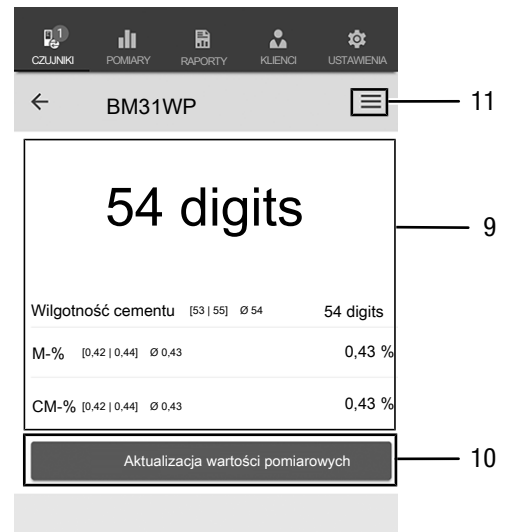 1
CZUJNIKI POMIARY RAPORTY KLIENCI USTAWIENIA
BM31WP 11
54 digits 9
Wilgotność cementu [53 | 55] Ø 54 54 digits
M-% [0,42 | 0,44] Ø 0,43 0,43 %
CM-% [0,42 | 0,44] Ø 0,43 0,43 %
Aktualizacja wartości pomiarowych 10